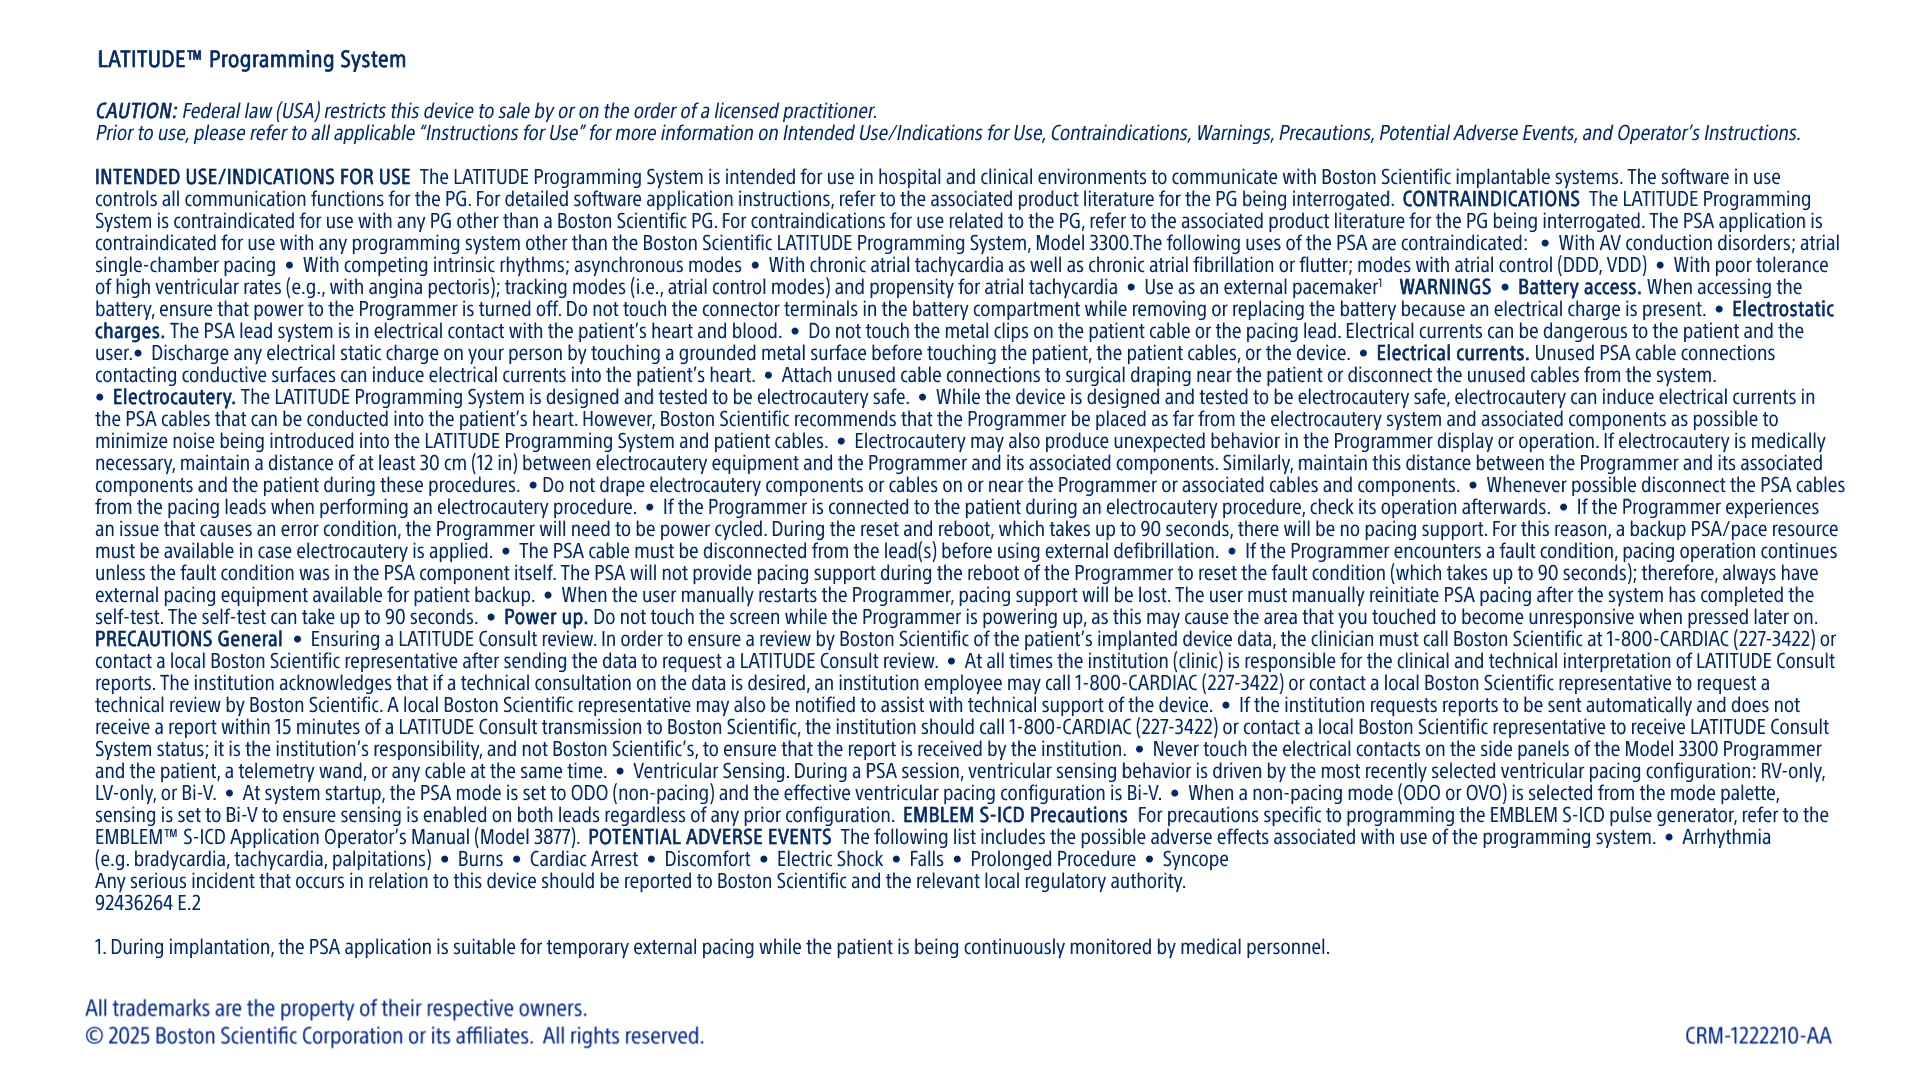 LATITUDE™ Programming System
CAUTION: Federal law (USA) restricts this device to sale by or on the order of a licensed practitioner.
Prior to use, please refer to all applicable “Instructions for Use” for more information on Intended Use/Indications for Use, Contraindications, Warnings, Precautions, Potential Adverse Events, and Operator’s Instructions.
INTENDED USE/INDICATIONS FOR USE The LATITUDE Programming System is intended for use in hospital and clinical environments to communicate with Boston Scientific implantable systems. The software in use
controls all communication functions for the PG. For detailed software application instructions, refer to the associated product literature for the PG being interrogated. CONTRAINDICATIONS The LATITUDE Programming
System is contraindicated for use with any PG other than a Boston Scientific PG. For contraindications for use related to the PG, refer to the associated product literature for the PG being interrogated. The PSA application is
contraindicated for use with any programming system other than the Boston Scientific LATITUDE Programming System, Model 3300.The following uses of the PSA are contraindicated: • With AV conduction disorders; atrial
single-chamber pacing • With competing intrinsic rhythms; asynchronous modes • With chronic atrial tachycardia as well as chronic atrial fibrillation or flutter; modes with atrial control (DDD, VDD) • With poor tolerance
of high ventricular rates (e.g., with angina pectoris); tracking modes (i.e., atrial control modes) and propensity for atrial tachycardia • Use as an external pacemaker¹ WARNINGS • Battery access. When accessing the
battery, ensure that power to the Programmer is turned off. Do not touch the connector terminals in the battery compartment while removing or replacing the battery because an electrical charge is present. • Electrostatic
charges. The PSA lead system is in electrical contact with the patient’s heart and blood. • Do not touch the metal clips on the patient cable or the pacing lead. Electrical currents can be dangerous to the patient and the
user.• Discharge any electrical static charge on your person by touching a grounded metal surface before touching the patient, the patient cables, or the device. • Electrical currents. Unused PSA cable connections
contacting conductive surfaces can induce electrical currents into the patient’s heart. • Attach unused cable connections to surgical draping near the patient or disconnect the unused cables from the system.
• Electrocautery. The LATITUDE Programming System is designed and tested to be electrocautery safe. • While the device is designed and tested to be electrocautery safe, electrocautery can induce electrical currents in
the PSA cables that can be conducted into the patient’s heart. However, Boston Scientific recommends that the Programmer be placed as far from the electrocautery system and associated components as possible to
minimize noise being introduced into the LATITUDE Programming System and patient cables. • Electrocautery may also produce unexpected behavior in the Programmer display or operation. If electrocautery is medically
necessary, maintain a distance of at least 30 cm (12 in) between electrocautery equipment and the Programmer and its associated components. Similarly, maintain this distance between the Programmer and its associated
components and the patient during these procedures. • Do not drape electrocautery components or cables on or near the Programmer or associated cables and components. • Whenever possible disconnect the PSA cables
from the pacing leads when performing an electrocautery procedure. • If the Programmer is connected to the patient during an electrocautery procedure, check its operation afterwards. • If the Programmer experiences
an issue that causes an error condition, the Programmer will need to be power cycled. During the reset and reboot, which takes up to 90 seconds, there will be no pacing support. For this reason, a backup PSA/pace resource
must be available in case electrocautery is applied. • The PSA cable must be disconnected from the lead(s) before using external defibrillation. • If the Programmer encounters a fault condition, pacing operation continues
unless the fault condition was in the PSA component itself. The PSA will not provide pacing support during the reboot of the Programmer to reset the fault condition (which takes up to 90 seconds); therefore, always have
external pacing equipment available for patient backup. • When the user manually restarts the Programmer, pacing support will be lost. The user must manually reinitiate PSA pacing after the system has completed the
self-test. The self-test can take up to 90 seconds. • Power up. Do not touch the screen while the Programmer is powering up, as this may cause the area that you touched to become unresponsive when pressed later on.
PRECAUTIONS General • Ensuring a LATITUDE Consult review. In order to ensure a review by Boston Scientific of the patient’s implanted device data, the clinician must call Boston Scientific at 1-800-CARDIAC (227-3422) or
contact a local Boston Scientific representative after sending the data to request a LATITUDE Consult review. • At all times the institution (clinic) is responsible for the clinical and technical interpretation of LATITUDE Consult
reports. The institution acknowledges that if a technical consultation on the data is desired, an institution employee may call 1-800-CARDIAC (227-3422) or contact a local Boston Scientific representative to request a
technical review by Boston Scientific. A local Boston Scientific representative may also be notified to assist with technical support of the device. • If the institution requests reports to be sent automatically and does not
receive a report within 15 minutes of a LATITUDE Consult transmission to Boston Scientific, the institution should call 1-800-CARDIAC (227-3422) or contact a local Boston Scientific representative to receive LATITUDE Consult
System status; it is the institution’s responsibility, and not Boston Scientific’s, to ensure that the report is received by the institution. • Never touch the electrical contacts on the side panels of the Model 3300 Programmer
and the patient, a telemetry wand, or any cable at the same time. • Ventricular Sensing. During a PSA session, ventricular sensing behavior is driven by the most recently selected ventricular pacing configuration: RV-only,
LV-only, or Bi-V. • At system startup, the PSA mode is set to ODO (non-pacing) and the effective ventricular pacing configuration is Bi-V. • When a non-pacing mode (ODO or OVO) is selected from the mode palette,
sensing is set to Bi-V to ensure sensing is enabled on both leads regardless of any prior configuration. EMBLEM S-ICD Precautions For precautions specific to programming the EMBLEM S-ICD pulse generator, refer to the
EMBLEM™ S-ICD Application Operator’s Manual (Model 3877). POTENTIAL ADVERSE EVENTS The following list includes the possible adverse effects associated with use of the programming system. • Arrhythmia
(e.g. bradycardia, tachycardia, palpitations) • Burns • Cardiac Arrest • Discomfort • Electric Shock • Falls • Prolonged Procedure • Syncope
Any serious incident that occurs in relation to this device should be reported to Boston Scientific and the relevant local regulatory authority.
92436264 E.2
1. During implantation, the PSA application is suitable for temporary external pacing while the patient is being continuously monitored by medical personnel.
All trademarks are the property of their respective owners.
© 2025 Boston Scientific Corporation or its affiliates. All rights reserved.
CRM-1222210-AA